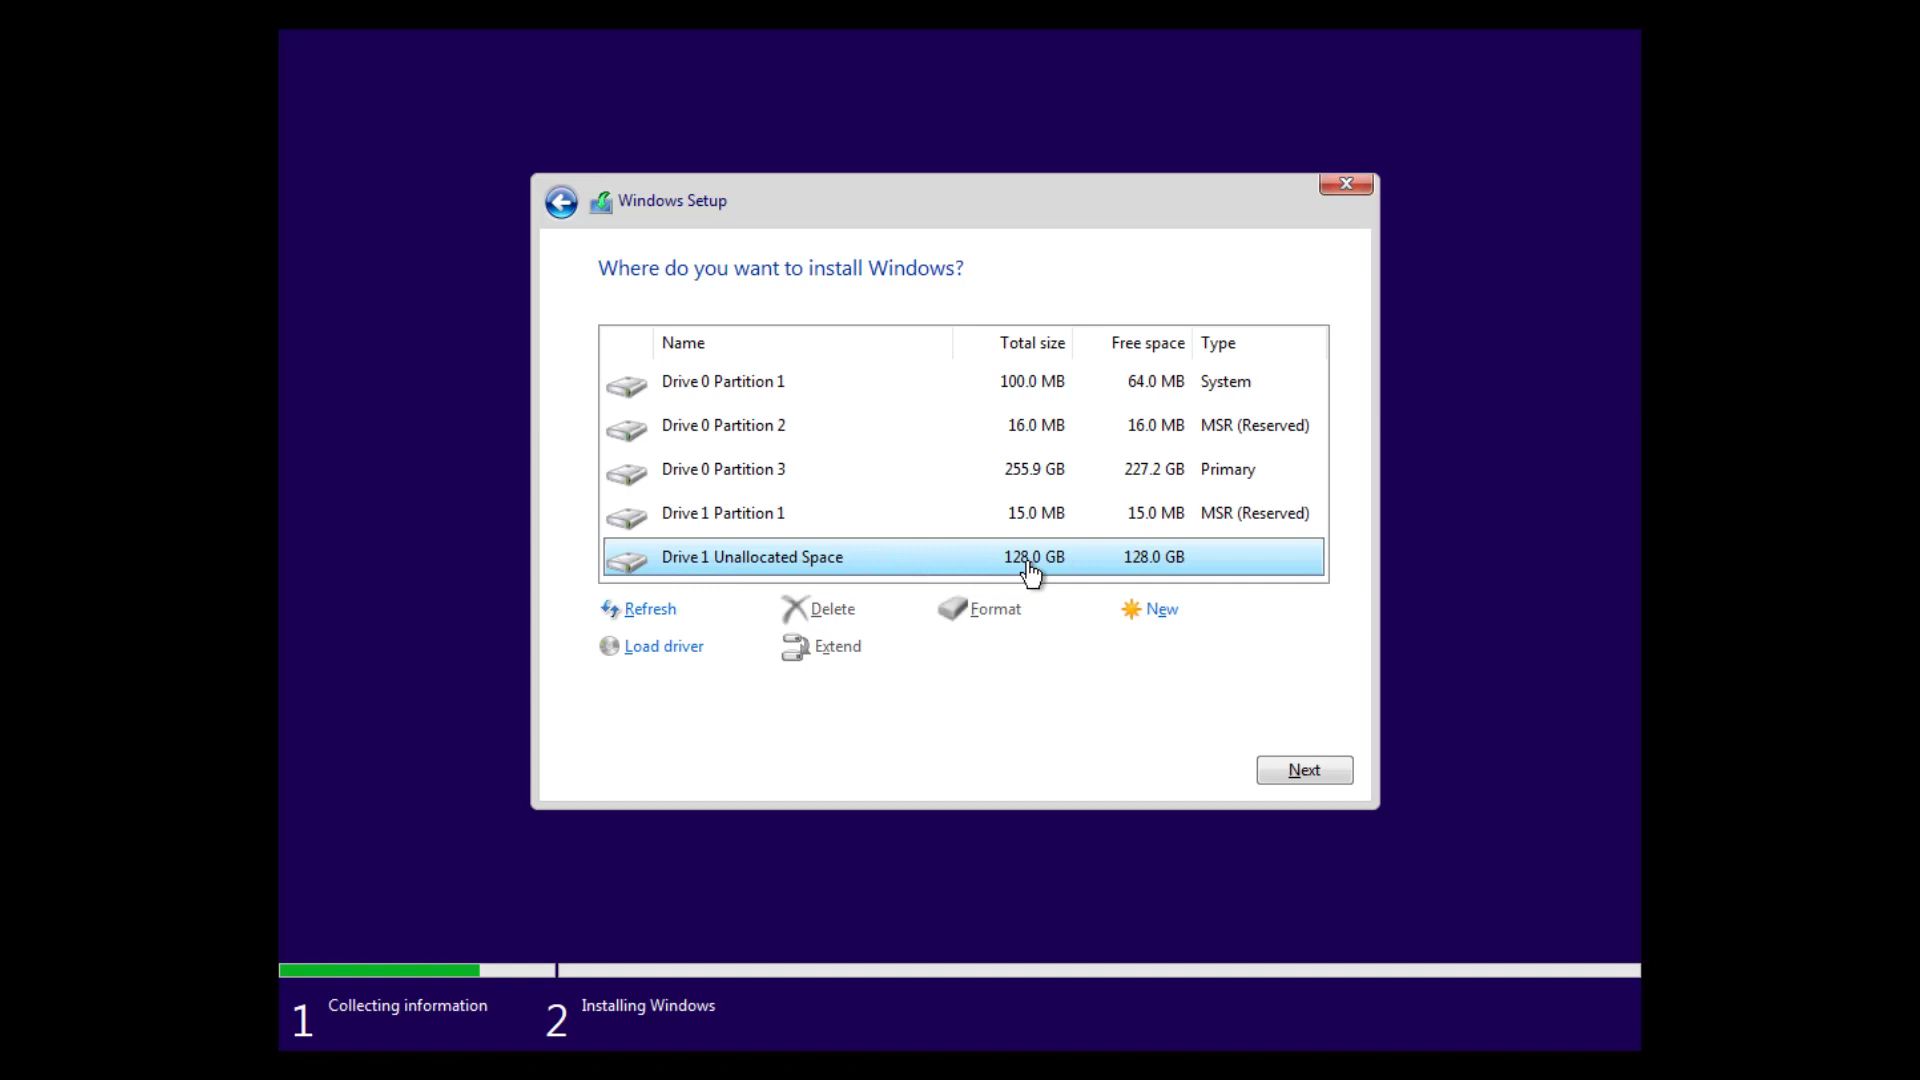 Windows Setup
X
Where do you want to install Windows?
Name Total size Free space Type
Drive 0 Partition 1 100.0 MB 64.0 MB System
Drive 0 Partition 2 16.0 MB 16.0 MB MSR (Reserved)
Drive 0 Partition 3 255.9 GB 227.2 GB Primary
Drive 1 Partition 1 15.0 MB 15.0 MB MSR (Reserved)
Drive 1 Unallocated Space 128.0 GB 128.0 GB
Refresh Delete Format New
Load driver Extend
Next
1 Collecting information 2 Installing Windows